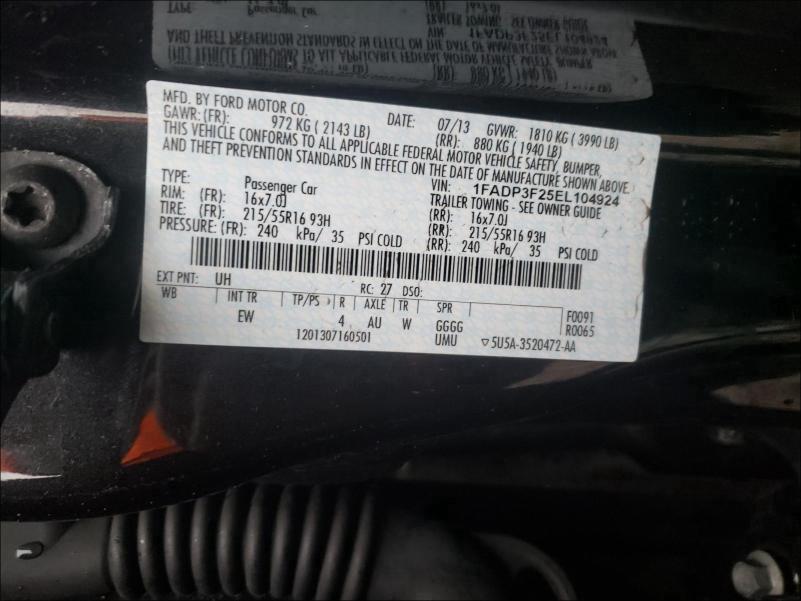 MFD. BY FORD MOTOR CO. DATE: 07/13 GVWR: 1810 KG ( 3990 LB)
GAWR: (FR): 972 KG ( 2143 LB) (RR): 880 KG ( 1940 LB)
THIS VEHICLE CONFORMS TO ALL APPLICABLE FEDERAL MOTOR VEHICLE SAFETY, BUMPER,
AND THEFT PREVENTION STANDARDS IN EFFECT ON THE DATE OF MANUFACTURE SHOWN ABOVE.
TYPE: Passenger Car VIN: 1FADP3F25EL104924
TRAILER TOWING - SEE OWNER GUIDE
RIM: (FR): 16x7.0J (RR): 16x7.0J
TIRE: (FR): 215/55R16 93H (RR): 215/55R16 93H
PRESSURE: (FR): 240 kPa/ 35 PSI COLD (RR): 240 kPa/ 35 PSI COLD
EXT PNT: UH RC: 27 DSO:
WB INT TR TP/PS R AXLE TR SPR F0091
EW 4 AU W GGGG R0065
1201307160501 UMU ▽5U5A-3520472-AA